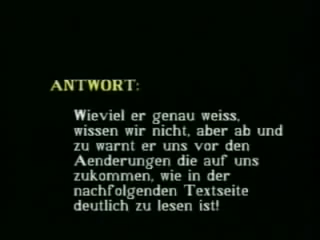 ANTWORT:
Wieviel er genau weiss,
wissen wir nicht, aber ab und
zu warnt er uns vor den
Aenderungen die auf uns
zukommen, wie in der
nachfolgenden Textseite
deutlich zu lesen ist!